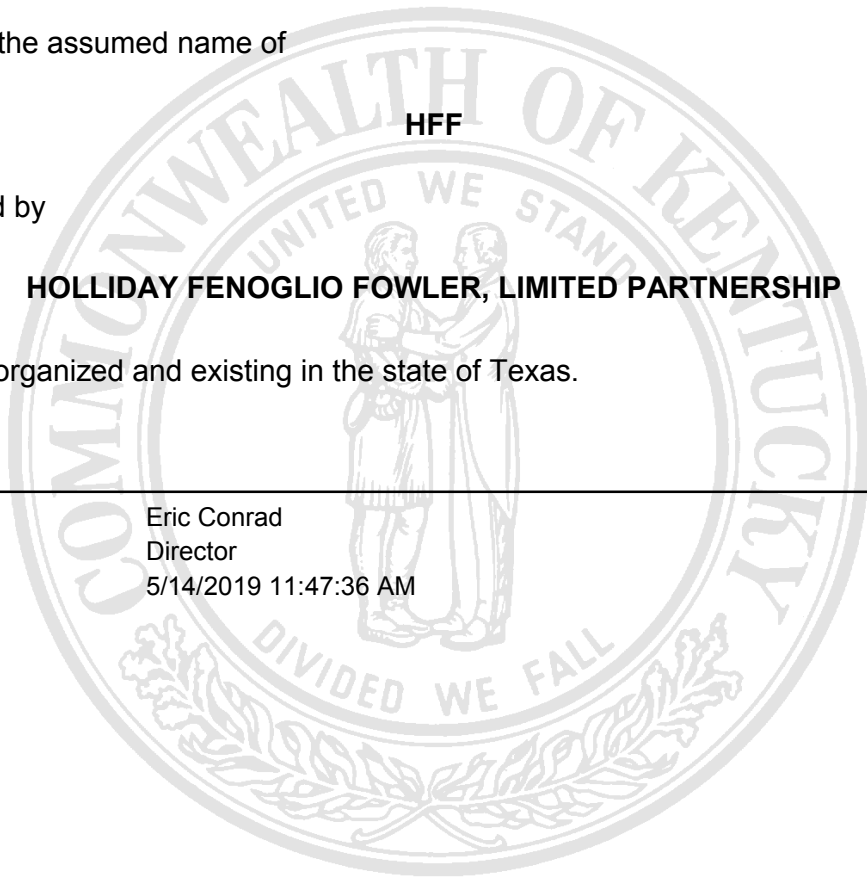 the assumed name of
HFF
d by
HOLLIDAY FENOGLIO FOWLER, LIMITED PARTNERSHIP
organized and existing in the state of Texas.
Eric Conrad
Director
5/14/2019 11:47:36 AM
COMMONWEALTH OF KENTUCKY
UNITED WE STAND
DIVIDED WE FALL